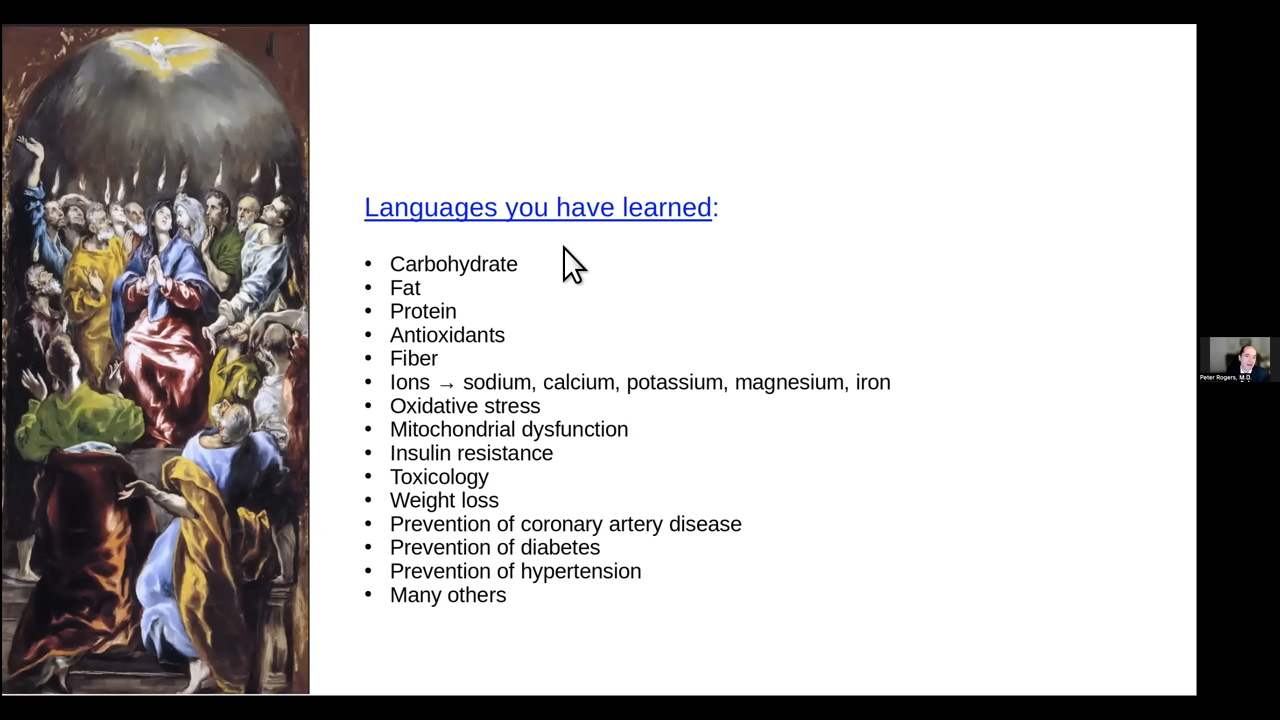 Languages you have learned:
• Carbohydrate
• Fat
• Protein
• Antioxidants
• Fiber
• Ions → sodium, calcium, potassium, magnesium, iron
• Oxidative stress
• Mitochondrial dysfunction
• Insulin resistance
• Toxicology
• Weight loss
• Prevention of coronary artery disease
• Prevention of diabetes
• Prevention of hypertension
• Many others
Peter Rogers, M.D.